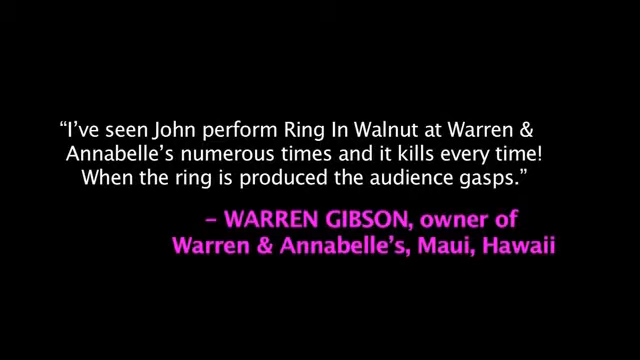 “I’ve seen John perform Ring In Walnut at Warren &
Annabelle’s numerous times and it kills every time!
When the ring is produced the audience gasps.”
– WARREN GIBSON, owner of
Warren & Annabelle’s, Maui, Hawaii